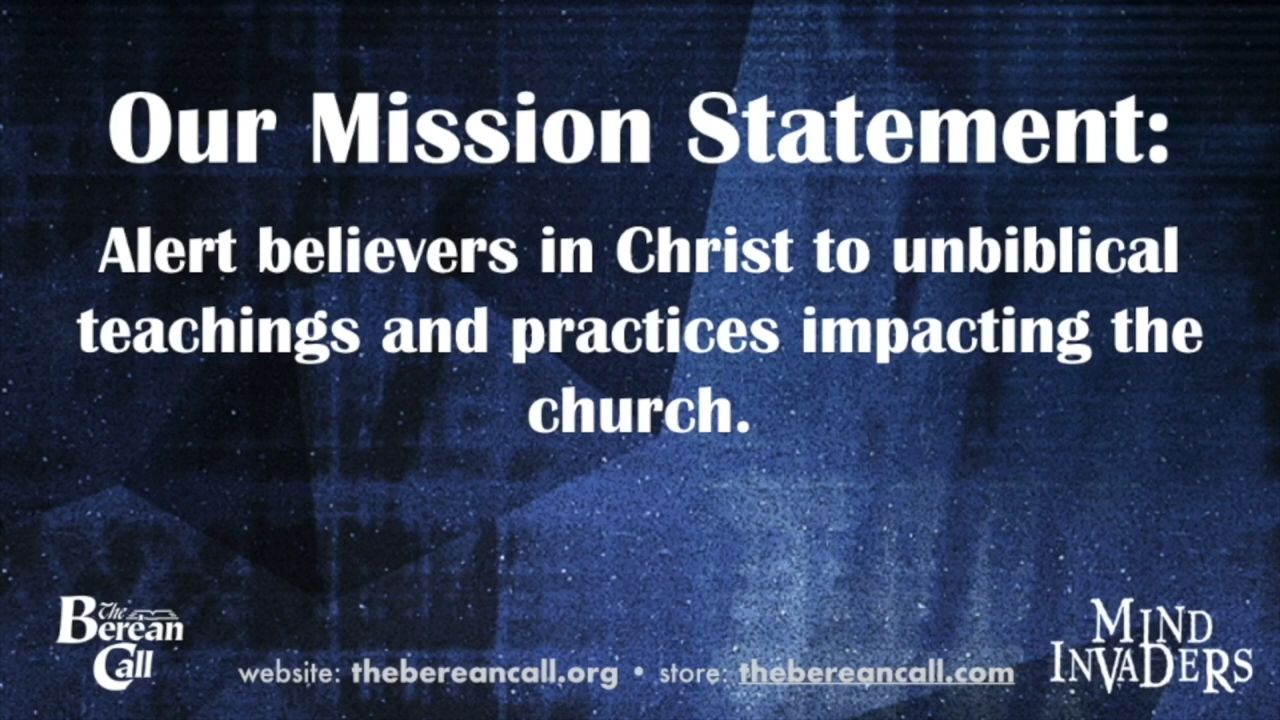 Our Mission Statement:
Alert believers in Christ to unbiblical
teachings and practices impacting the
church.
The
Berean
Call
website: thebereancall.org • store: thebereancall.com
MIND
INVADERS